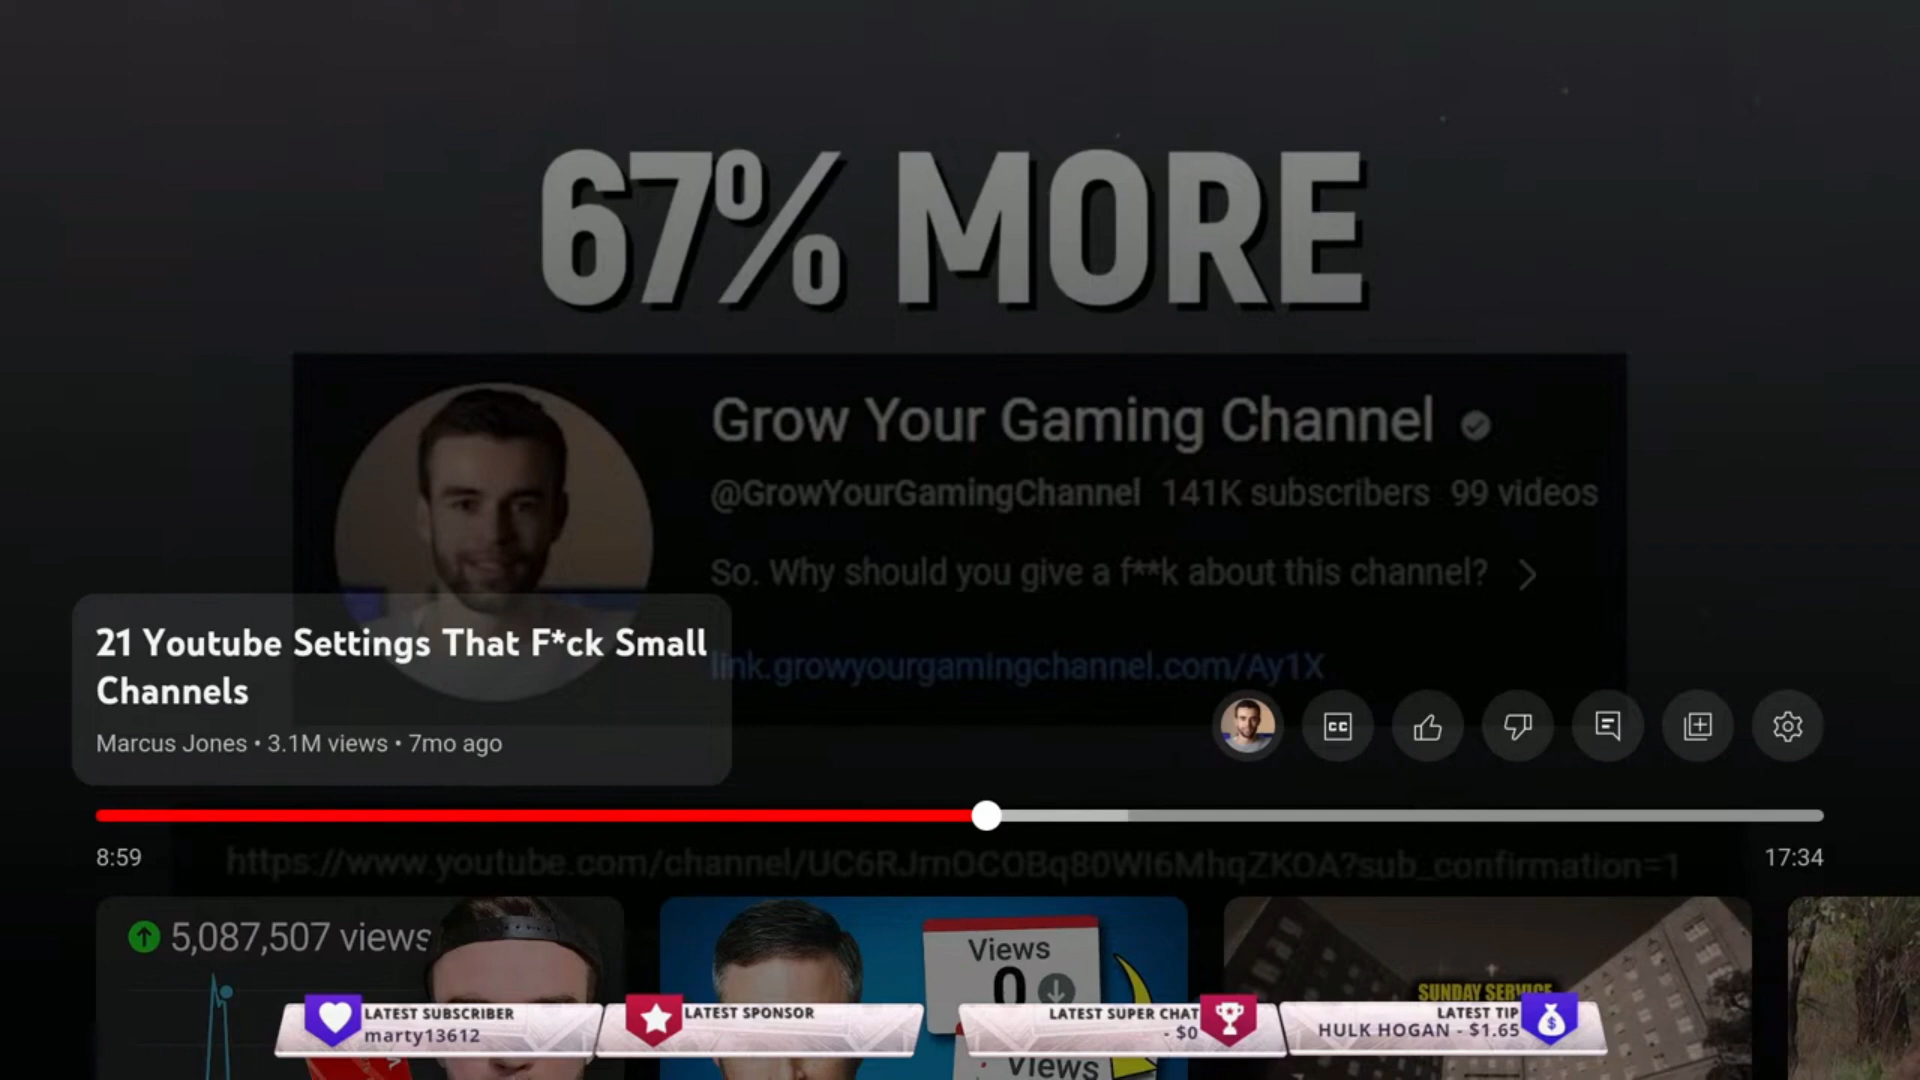 67% MORE
Grow Your Gaming Channel
@GrowYourGamingChannel 141K subscribers 99 videos
So. Why should you give a f**k about this channel?
link.growyourgamingchannel.com/Ay1X
21 Youtube Settings That F*ck Small
Channels
Marcus Jones • 3.1M views • 7mo ago
CC
8:59
17:34
https://www.youtube.com/channel/UC6RJrnOCOBq80WI6MhqZKOA?sub_confirmation=1
5,087,507 views
Views
0
Views
SUNDAY SERVICE
LATEST SUBSCRIBER
marty13612
LATEST SPONSOR
LATEST SUPER CHAT
- $0
LATEST TIP
HULK HOGAN - $1.65